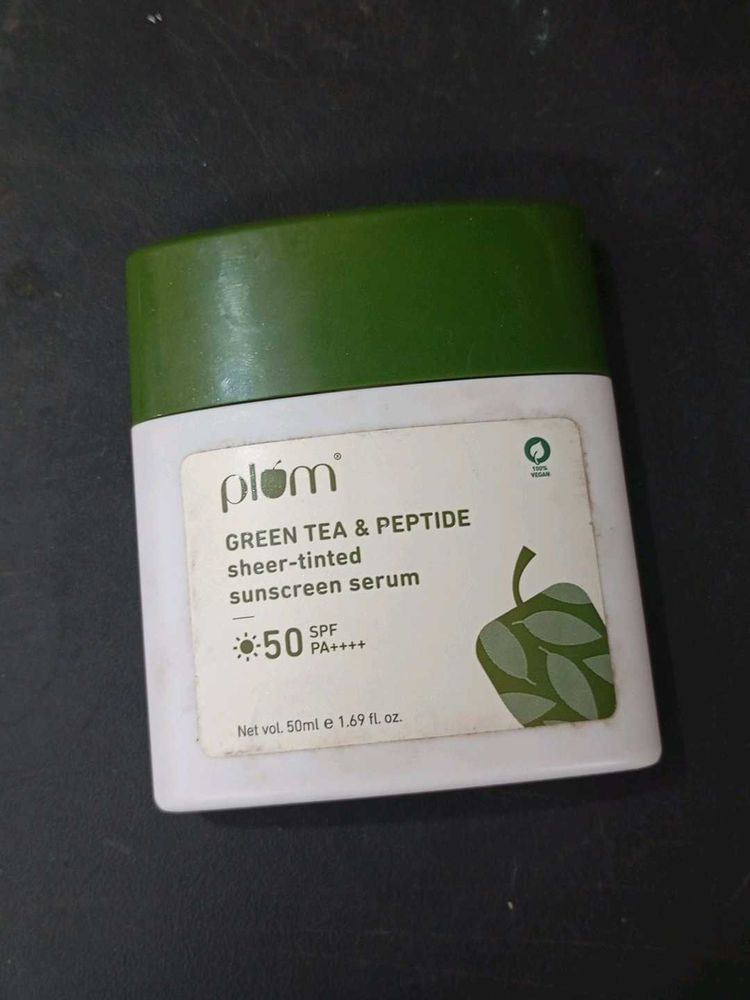 plum®
100%
VEGAN
GREEN TEA & PEPTIDE
sheer-tinted
sunscreen serum
50 SPF
PA++++
Net vol. 50ml e 1.69 fl. oz.